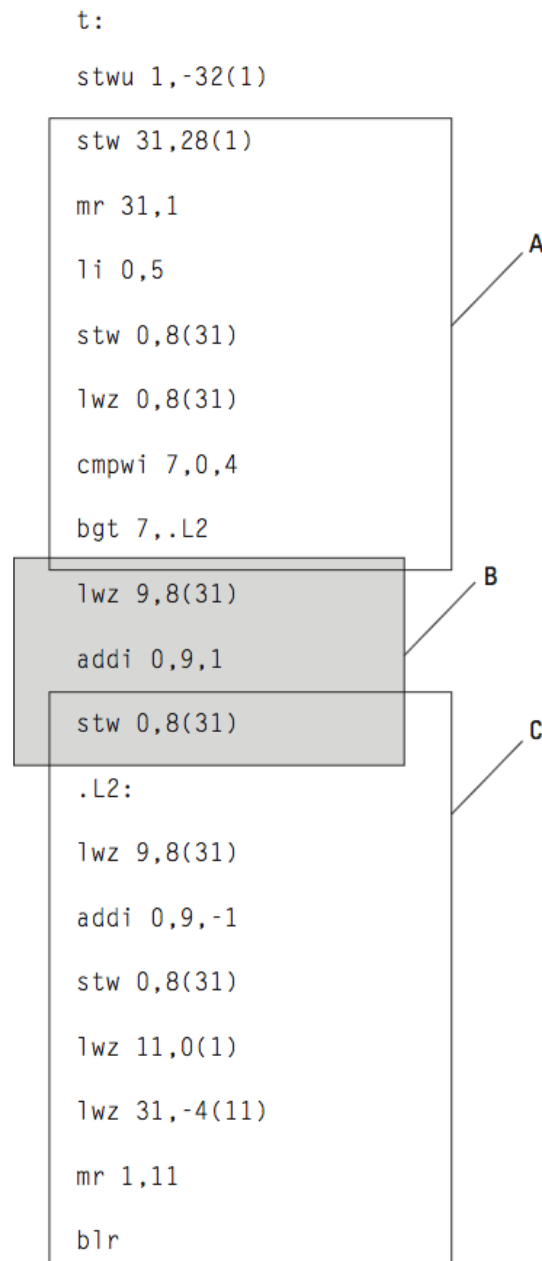 t:
stwu 1,-32(1)
stw 31,28(1)
mr 31,1
li 0,5
stw 0,8(31)
lwz 0,8(31)
cmpwi 7,0,4
bgt 7,.L2
lwz 9,8(31)
addi 0,9,1
stw 0,8(31)
.L2:
lwz 9,8(31)
addi 0,9,-1
stw 0,8(31)
lwz 11,0(1)
lwz 31,-4(11)
mr 1,11
blr
A
B
C